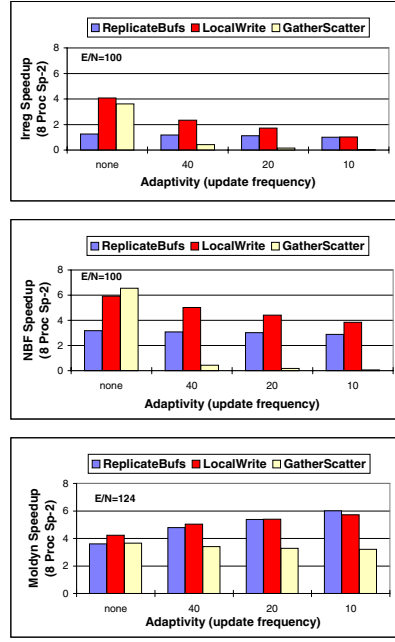 ReplicateBufs LocalWrite GatherScatter
E/N=100
Irreg Speedup
(8 Proc Sp-2)
8
6
4
2
0
none 40 20 10
Adaptivity (update frequency)
ReplicateBufs LocalWrite GatherScatter
E/N=100
NBF Speedup
(8 Proc Sp-2)
8
6
4
2
0
none 40 20 10
Adaptivity (update frequency)
ReplicateBufs LocalWrite GatherScatter
E/N=124
Moldyn Speedup
(8 Proc Sp-2)
8
6
4
2
0
none 40 20 10
Adaptivity (update frequency)